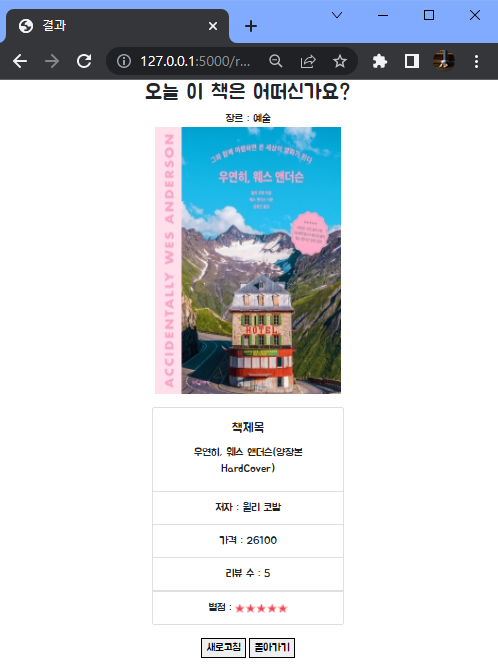 결과
127.0.0.1:5000/r...
오늘 이 책은 어떠신가요?
장르 : 예술
ACCIDENTALLY WES ANDERSON
그와 함께 여행하면 온 세상이 영화가 된다
우연히, 웨스 앤더슨
HOTEL
책제목
우연히, 웨스 앤더슨(양장본
HardCover)
저자 : 윌리 코발
가격 : 26100
리뷰 수 : 5
별점 : ★★★★★
새로고침 돌아가기